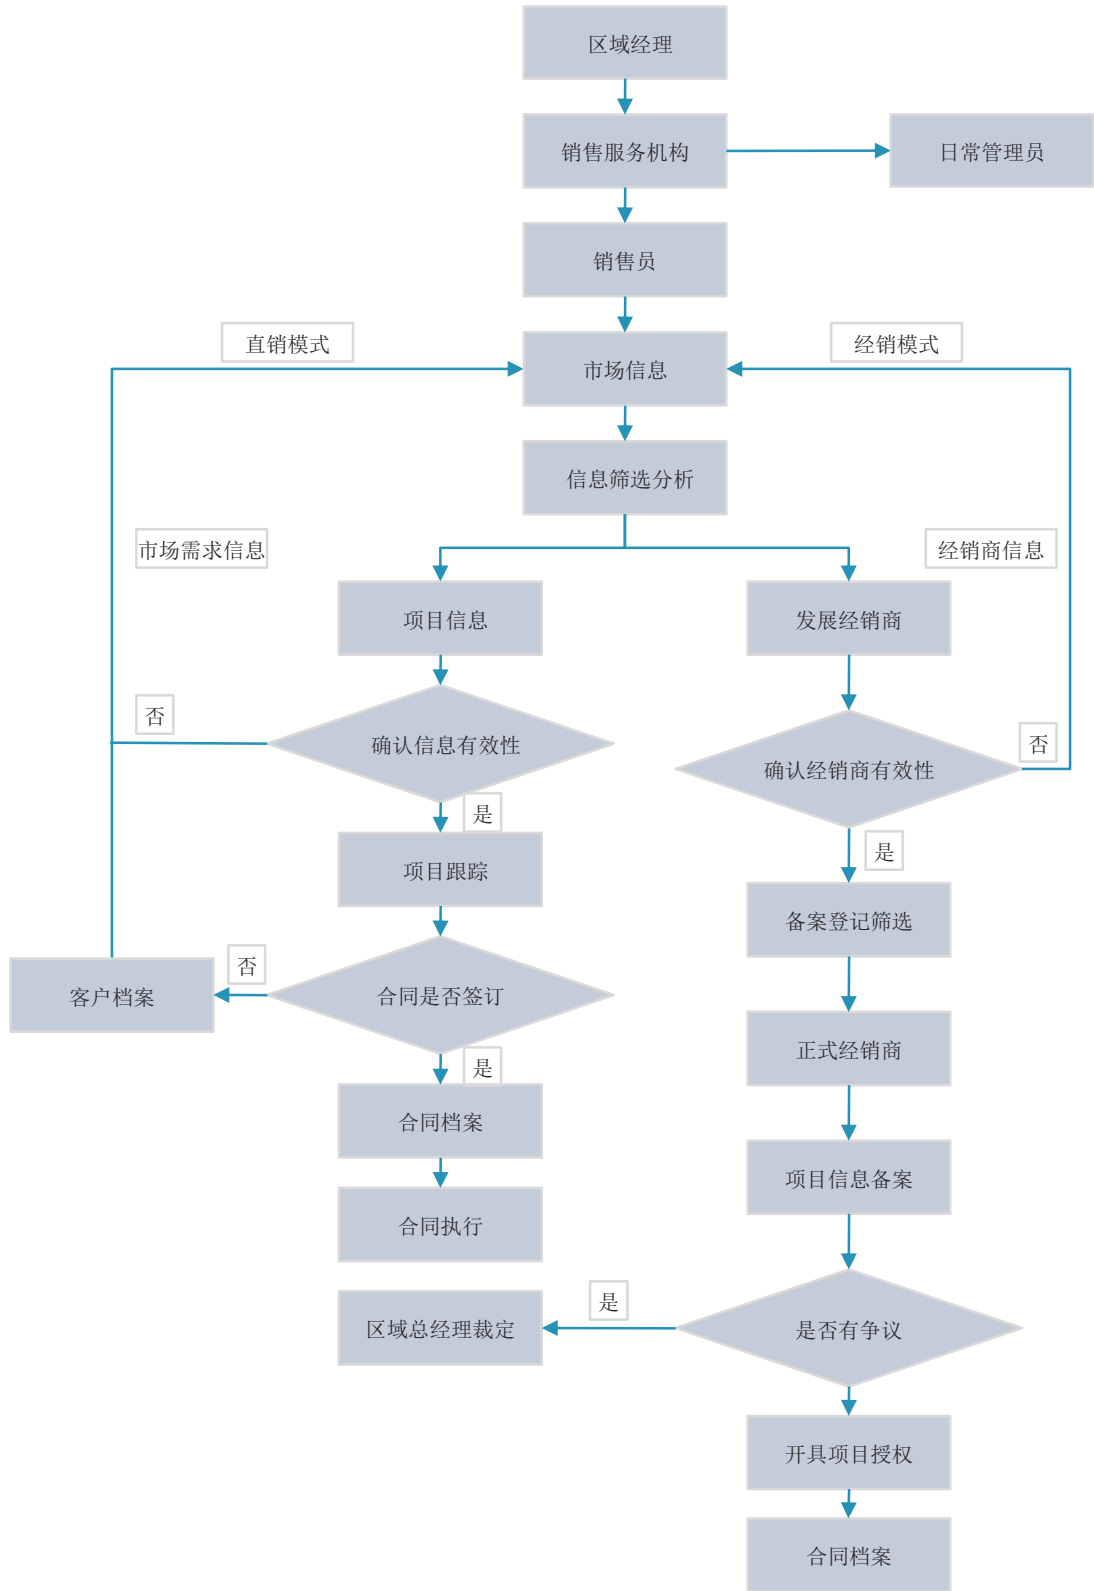 区域经理
销售服务机构
日常管理员
销售员
直销模式
经销模式
市场信息
信息筛选分析
市场需求信息
经销商信息
项目信息
发展经销商
否
确认信息有效性
否
确认经销商有效性
是
是
项目跟踪
备案登记筛选
否
客户档案
合同是否签订
正式经销商
是
合同档案
项目信息备案
合同执行
是
区域总经理裁定
是否有争议
开具项目授权
合同档案